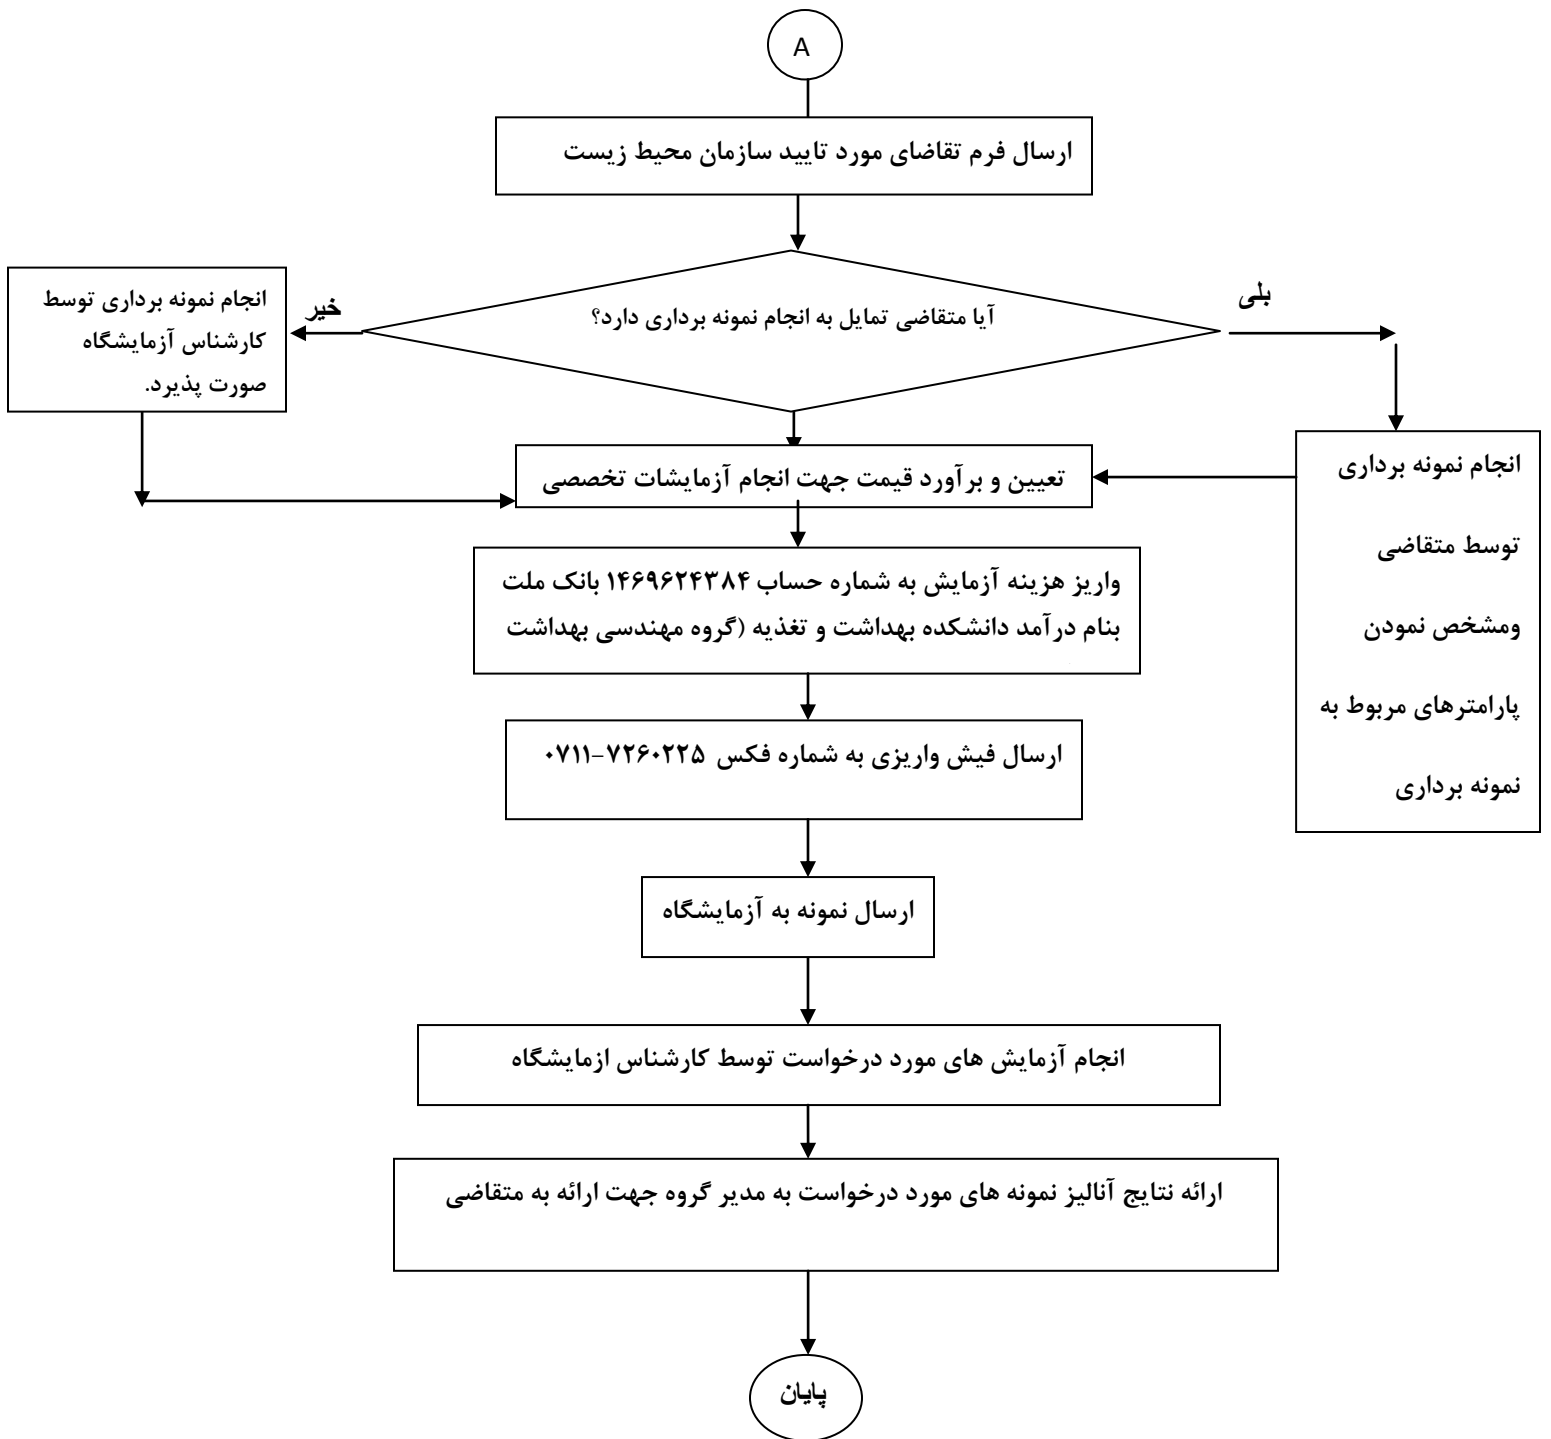 A
ارسال فرم تقاضای مورد تایید سازمان محیط زیست
آیا متقاضی تمایل به انجام نمونه برداری دارد؟
بلی
خیر
انجام نمونه برداری توسط
کارشناس آزمایشگاه
صورت پذیرد.
انجام نمونه برداری
توسط متقاضی
ومشخص نمودن
پارامترهای مربوط به
نمونه برداری
تعیین و برآورد قیمت جهت انجام آزمایشات تخصصی
واریز هزینه آزمایش به شماره حساب ۱۴۶۹۶۲۴۳۸۴ بانک ملت
بنام درآمد دانشکده بهداشت و تغذیه (گروه مهندسی بهداشت
ارسال فیش واریزی به شماره فکس ۷۲۶۰۲۲۵-۰۷۱۱
ارسال نمونه به آزمایشگاه
انجام آزمایش های مورد درخواست توسط کارشناس ازمایشگاه
ارائه نتایج آنالیز نمونه های مورد درخواست به مدیر گروه جهت ارائه به متقاضی
پایان